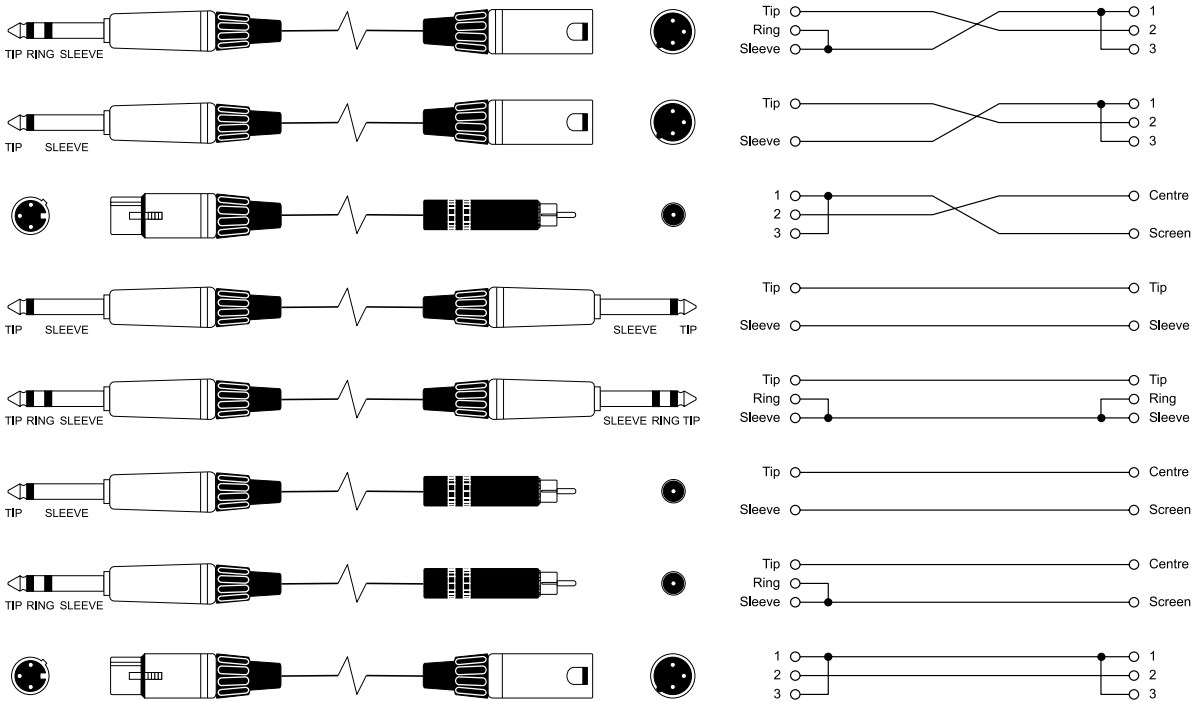 Tip 1
Ring 2
Sleeve 3
TIP RING SLEEVE
Tip 1
2
Sleeve 3
TIP SLEEVE
1 Centre
2
3 Screen
Tip Tip
Sleeve Sleeve
TIP SLEEVE SLEEVE TIP
Tip Tip
Ring Ring
Sleeve Sleeve
TIP RING SLEEVE SLEEVE RING TIP
Tip Centre
Sleeve Screen
TIP SLEEVE
Tip Centre
Ring
Sleeve Screen
TIP RING SLEEVE
1 1
2 2
3 3